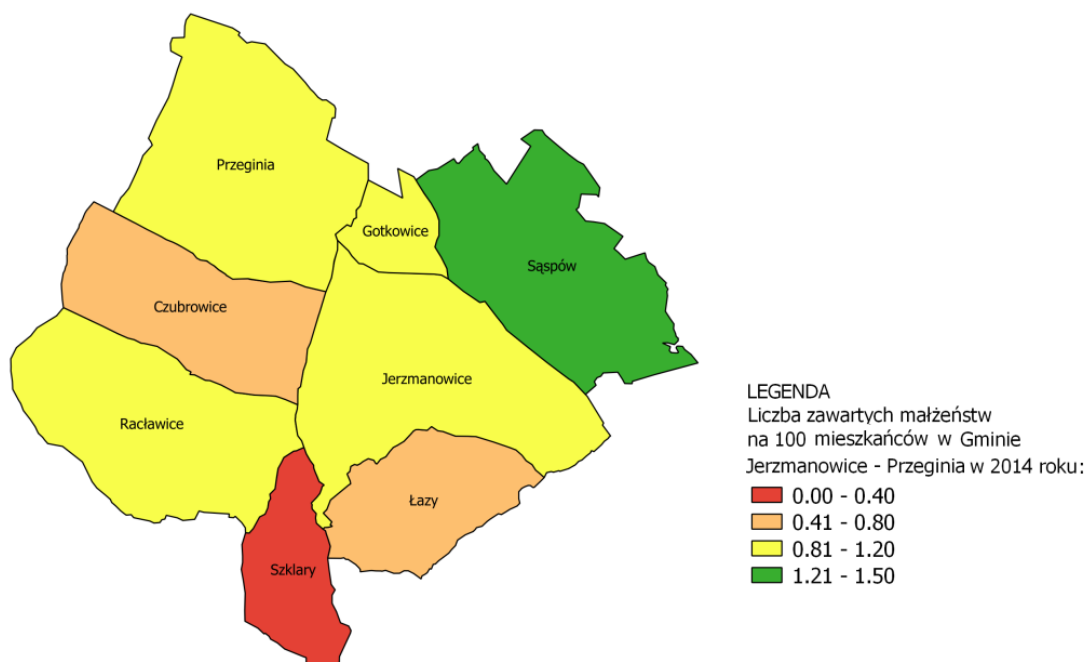 Przeginia
Gotkowice
Sąspów
Czubrowice
Jerzmanowice
Racławice
Łazy
Szklary
LEGENDA
Liczba zawartych małżeństw
na 100 mieszkańców w Gminie
Jerzmanowice - Przeginia w 2014 roku:
0.00 - 0.40
0.41 - 0.80
0.81 - 1.20
1.21 - 1.50